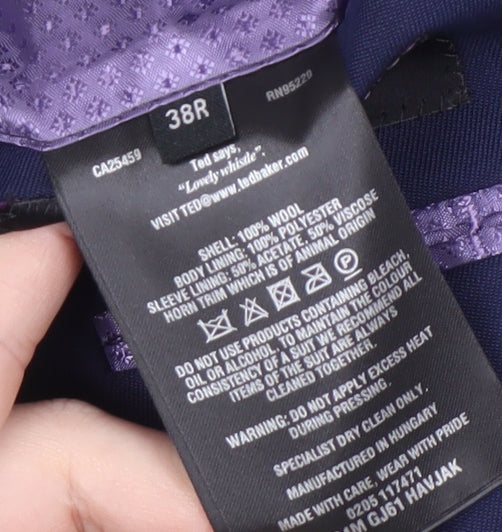 38R
CA25459
RN95220
Ted says,
"Lovely whistle".
VISIT TED@www.tedbaker.com
SHELL: 100% WOOL
BODY LINING: 100% POLYESTER
SLEEVE LINING: 50% ACETATE, 50% VISCOSE
HORN TRIM WHICH IS OF ANIMAL ORIGIN
P
DO NOT USE PRODUCTS CONTAINING BLEACH,
OIL OR ALCOHOL. TO MAINTAIN THE COLOUR
CONSISTENCY OF A SUIT WE RECOMMEND ALL
ITEMS OF THE SUIT ARE ALWAYS
CLEANED TOGETHER.
WARNING: DO NOT APPLY EXCESS HEAT
DURING PRESSING.
SPECIALIST DRY CLEAN ONLY.
MANUFACTURED IN HUNGARY
MADE WITH CARE, WEAR WITH PRIDE
0205 117471
GJ61 HAVJAK